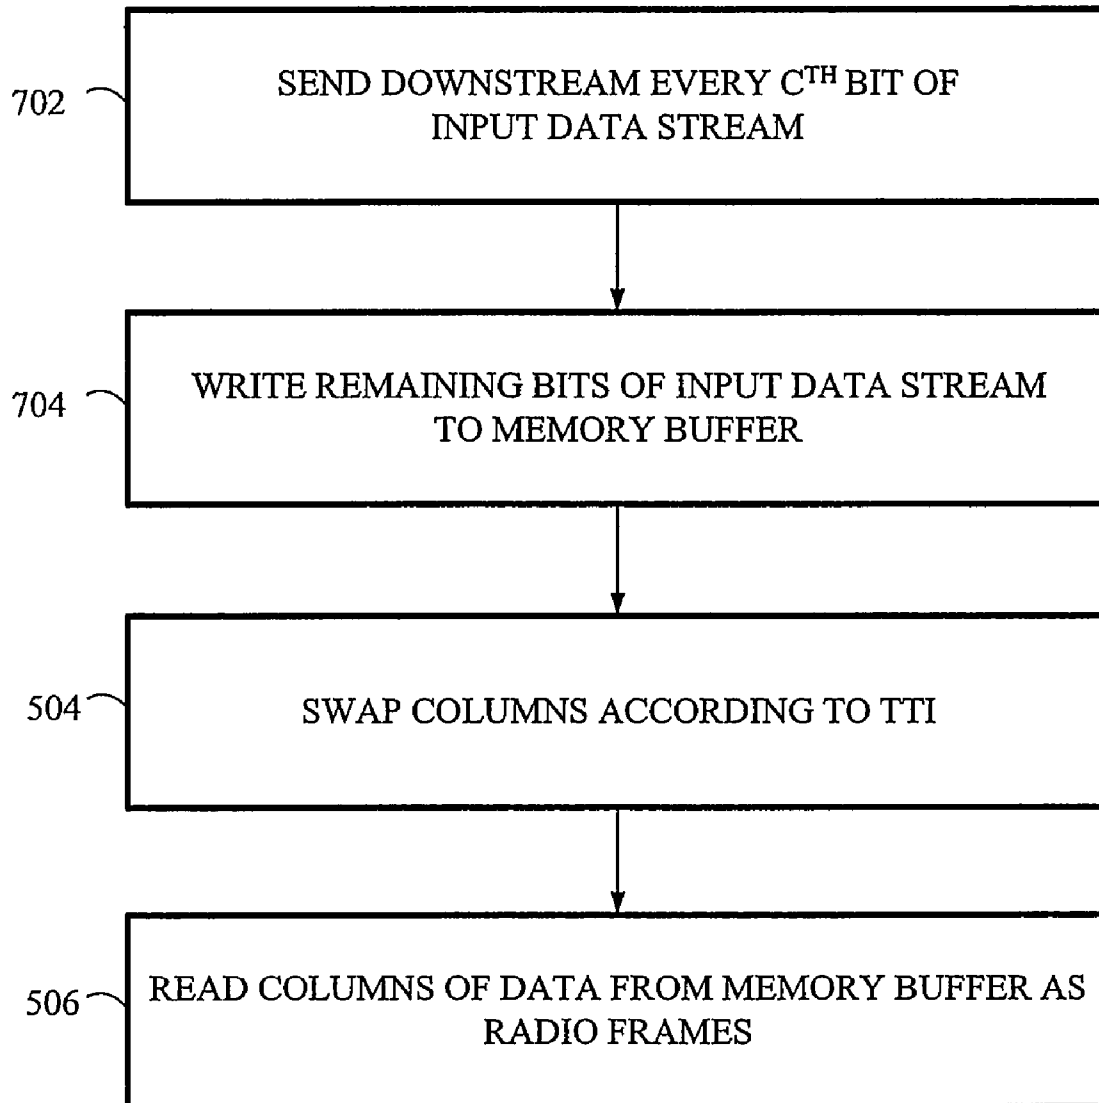 702
SEND DOWNSTREAM EVERY CTH BIT OF
INPUT DATA STREAM
704
WRITE REMAINING BITS OF INPUT DATA STREAM
TO MEMORY BUFFER
504
SWAP COLUMNS ACCORDING TO TTI
506
READ COLUMNS OF DATA FROM MEMORY BUFFER AS
RADIO FRAMES